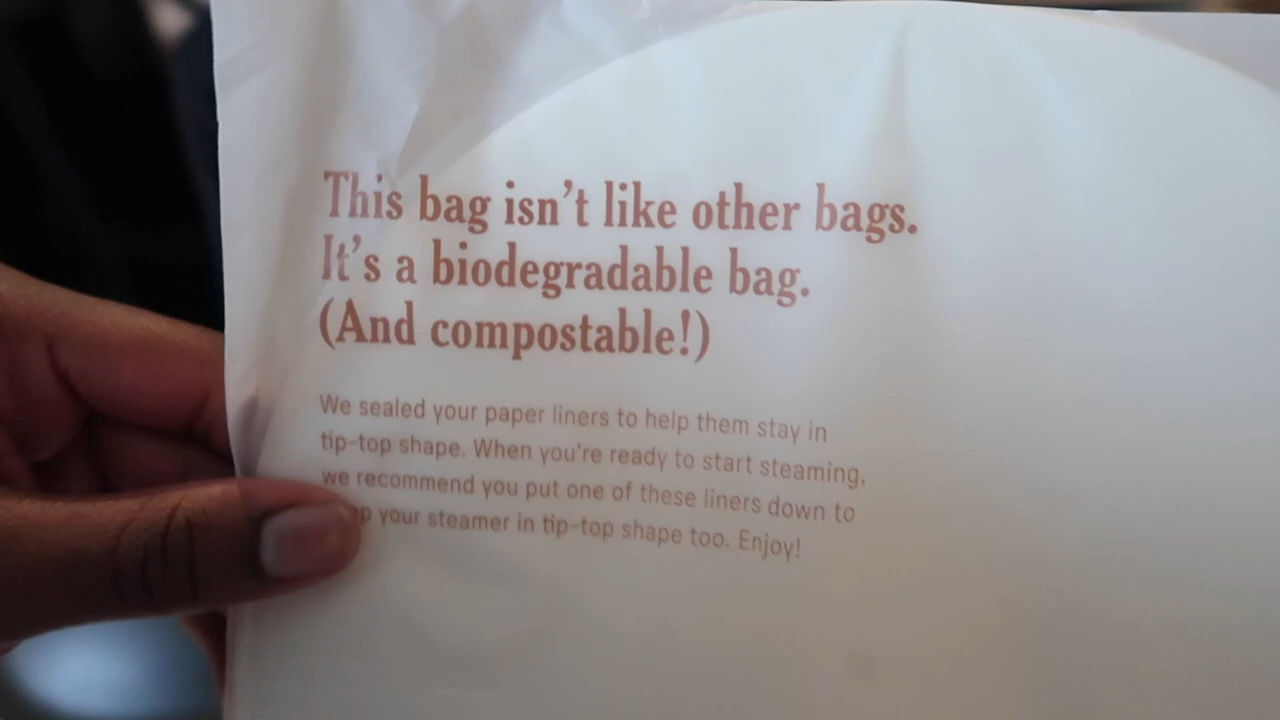 This bag isn't like other bags.
It's a biodegradable bag.
(And compostable!)
We sealed your paper liners to help them stay in
tip-top shape. When you're ready to start steaming,
we recommend you put one of these liners down to
your steamer in tip-top shape too. Enjoy!